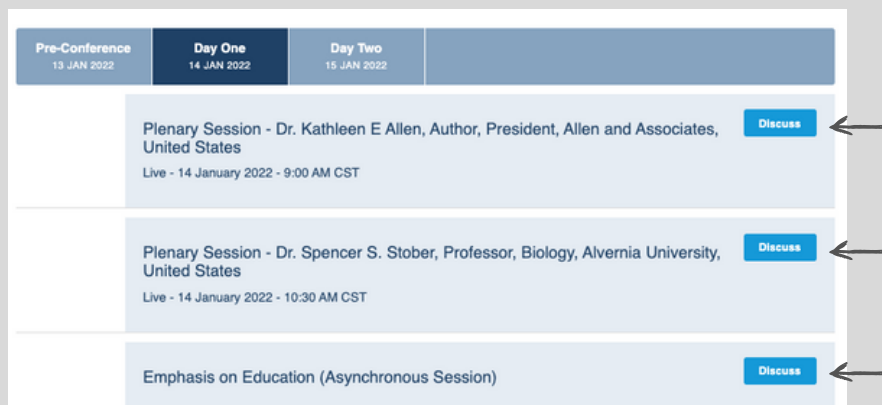 Pre-Conference
13 JAN 2022
Day One
14 JAN 2022
Day Two
15 JAN 2022
Plenary Session - Dr. Kathleen E Allen, Author, President, Allen and Associates,
United States
Live - 14 January 2022 - 9:00 AM CST
Discuss
Plenary Session - Dr. Spencer S. Stober, Professor, Biology, Alvernia University,
United States
Live - 14 January 2022 - 10:30 AM CST
Discuss
Emphasis on Education (Asynchronous Session)
Discuss